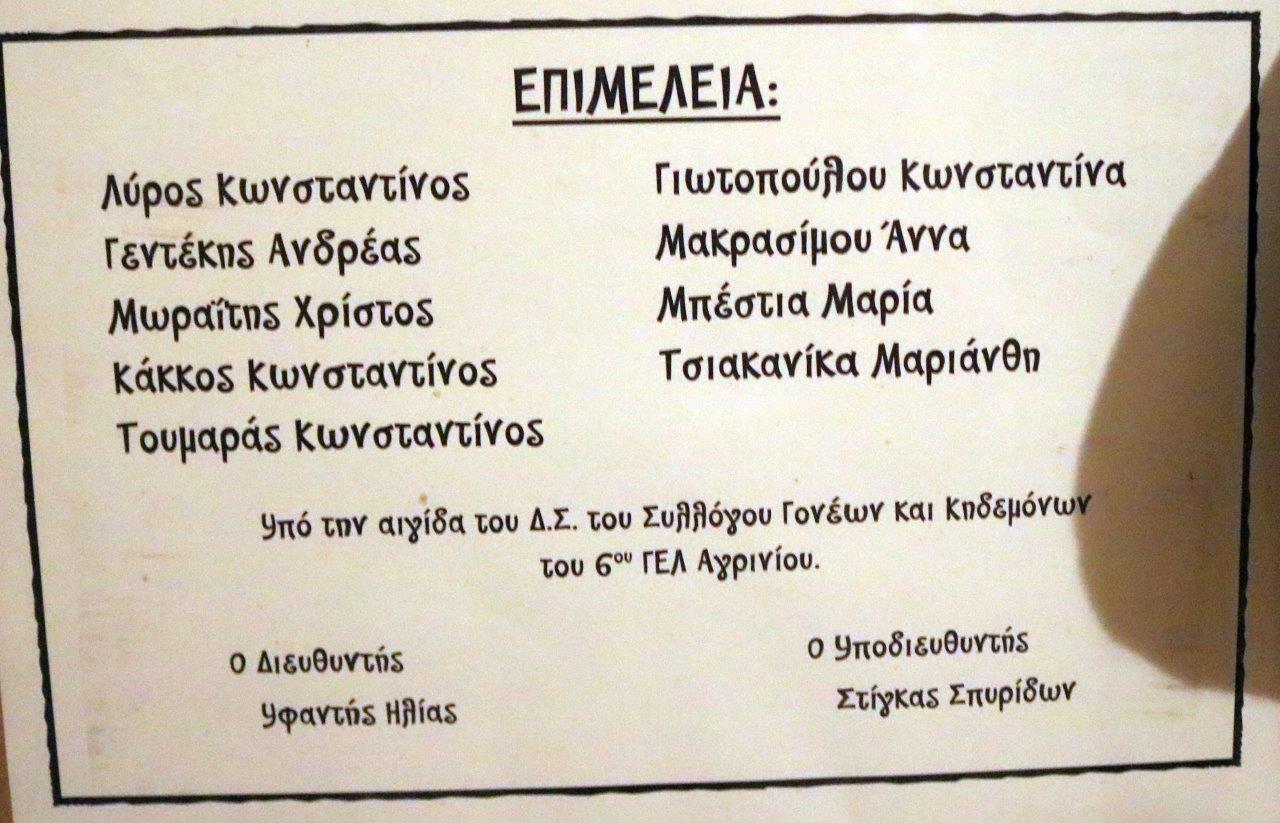 ΕΠΙΜΕΛΕΙΑ:
Λύρος Κωνσταντίνος
Γεντέκης Ανδρέας
Μωραΐτης Χρίστος
Κάκκος Κωνσταντίνος
Τουμαράς Κωνσταντίνος
Γιωτοπούλου Κωνσταντίνα
Μακρασίμου Άννα
Μπέστια Μαρία
Τσιακανίκα Μαριάνθη
Υπό την αιγίδα του Δ.Σ. του Συλλόγου Γονέων και Κηδεμόνων
του 6ου ΓΕΛ Αγρινίου.
Ο Διευθυντής
Υφαντής Ηλίας
Ο Υποδιευθυντής
Στίγκας Σπυρίδων